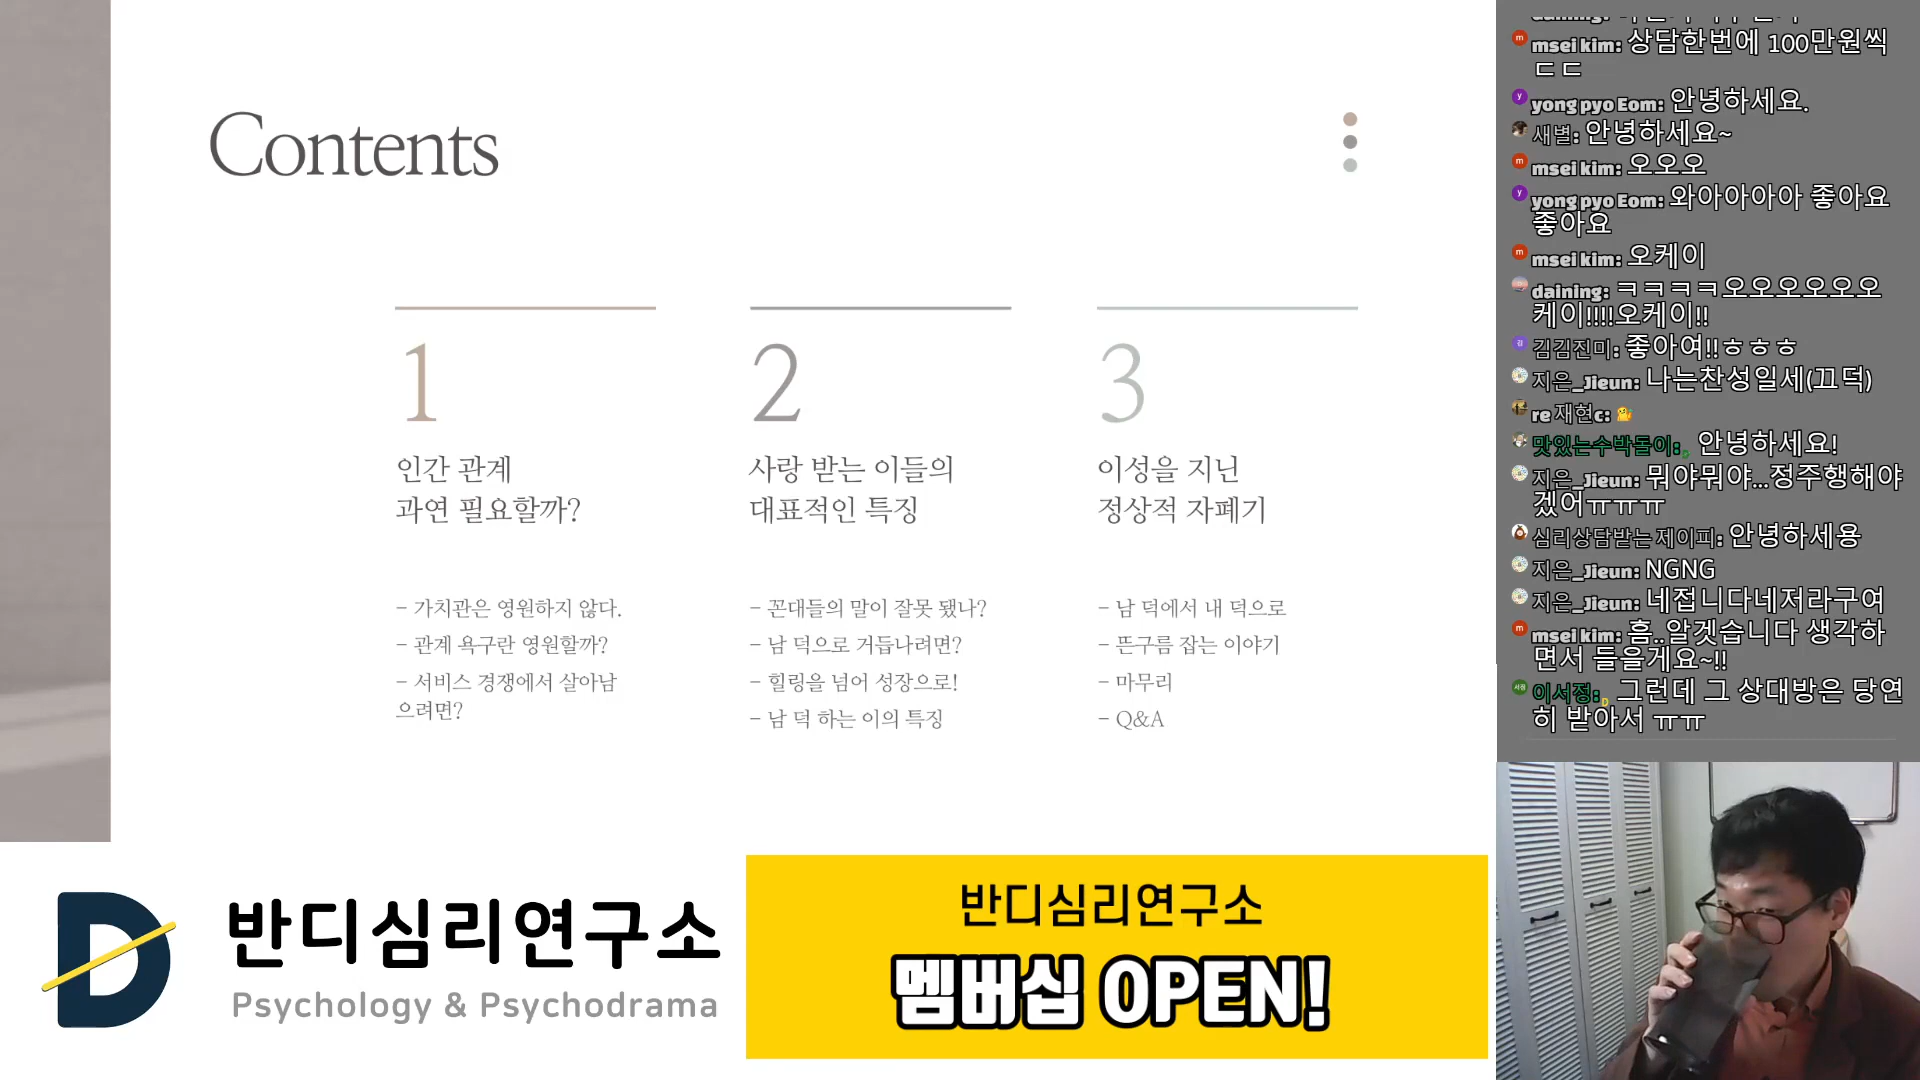 Contents
1
인간 관계
과연 필요할까?
- 가치관은 영원하지 않다.
- 관계 욕구란 영원할까?
- 서비스 경쟁에서 살아남
으려면?
2
사랑 받는 이들의
대표적인 특징
- 꼰대들의 말이 잘못 됐나?
- 남 덕으로 거듭나려면?
- 힐링을 넘어 성장으로!
- 남 덕 하는 이의 특징
3
이성을 지닌
정상적 자폐기
- 남 덕에서 내 덕으로
- 뜬구름 잡는 이야기
- 마무리
- Q&A
msei kim: 상담한번에 100만원씩
ㄷㄷ
yong pyo Eom: 안녕하세요.
새별: 안녕하세요~
msei kim: 오오오
yong pyo Eom: 와아아아아 좋아요
좋아요
msei kim: 오케이
daining: ㅋㅋㅋㅋ오오오오오오
케이!!!!오케이!!
김김진미: 좋아여!!ㅎㅎㅎ
지은_Jieun: 나는찬성일세(끄덕)
re 재현c:
맛있는수박돌이: 안녕하세요!
지은_Jieun: 뭐야뭐야...정주행해야
겠어ㅠㅠㅠ
심리상담받는 제이피: 안녕하세용
지은_Jieun: NGNG
지은_Jieun: 네접니다네저라구여
msei kim: 흠..알겟습니다 생각하
면서 들을게요~!!
이서정: 그런데 그 상대방은 당연
히 받아서 ㅠㅠ
반디심리연구소
Psychology & Psychodrama
반디심리연구소
멤버십 OPEN!